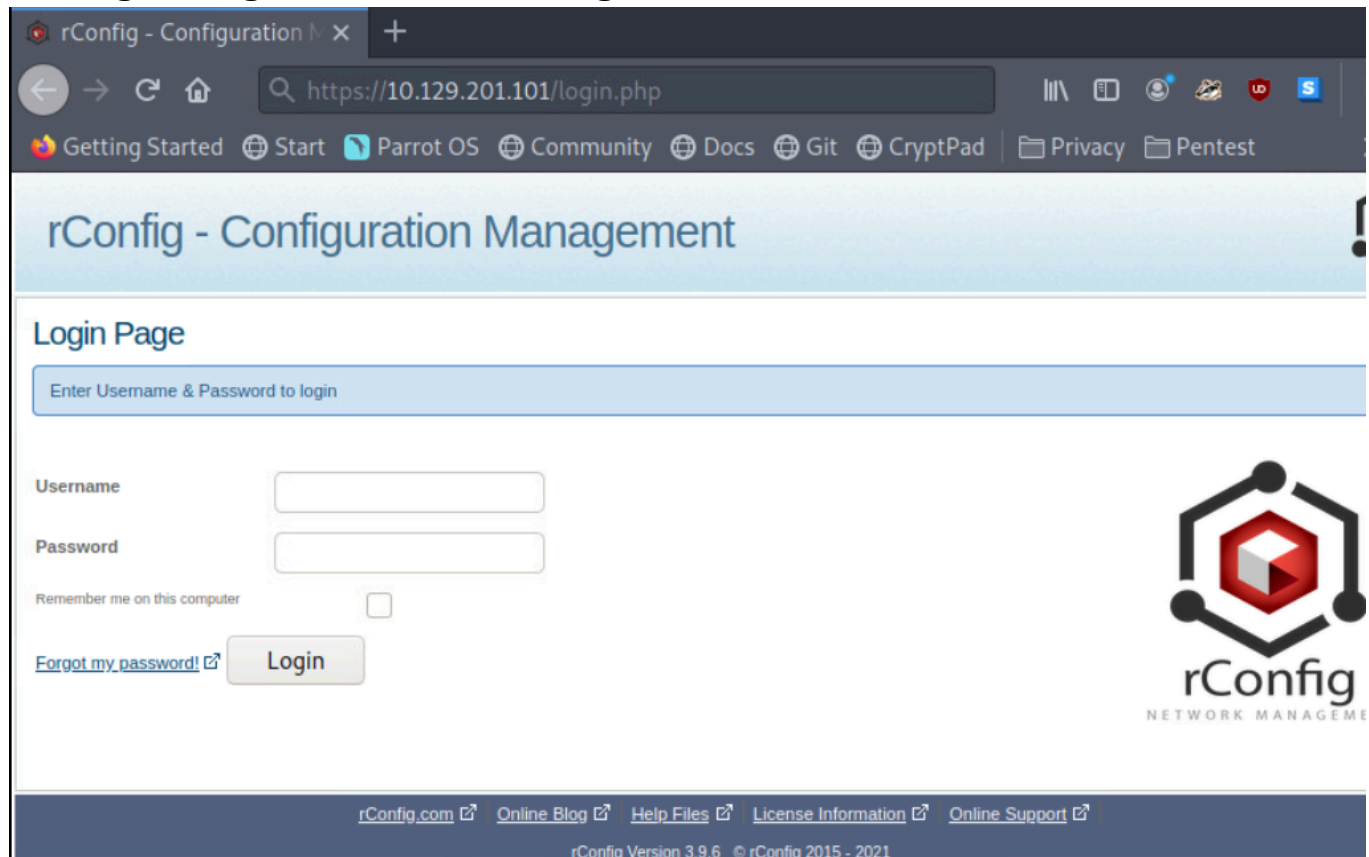 rConfig - Configuration M
https://10.129.201.101/login.php
Getting Started Start Parrot OS Community Docs Git CryptPad Privacy Pentest
rConfig - Configuration Management
Login Page
Enter Username & Password to login
Username
Password
Remember me on this computer
Forgot my password! Login
rConfig
NETWORK MANAGEME
rConfig.com Online Blog Help Files License Information Online Support
rConfig Version 3.9.6 © rConfig 2015 - 2021